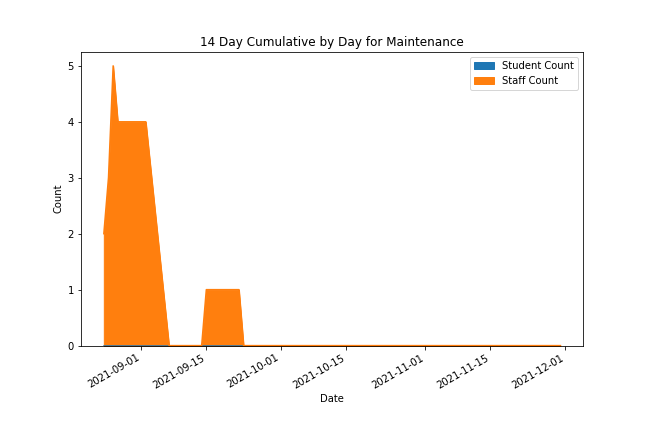 14 Day Cumulative by Day for Maintenance
Student Count
Staff Count
5
4
3
2
1
0
Count
2021-09-01
2021-09-15
2021-10-01
2021-10-15
2021-11-01
2021-11-15
2021-12-01
Date